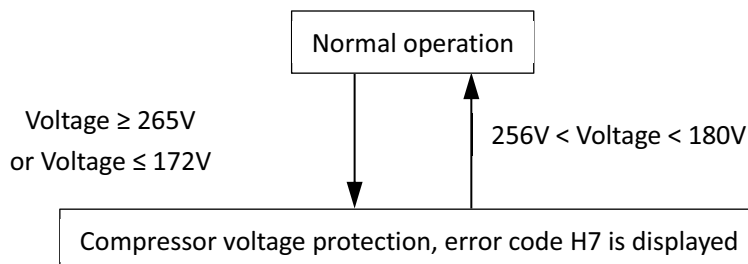 Normal operation
Voltage ≥ 265V
or Voltage ≤ 172V
256V < Voltage < 180V
Compressor voltage protection, error code H7 is displayed